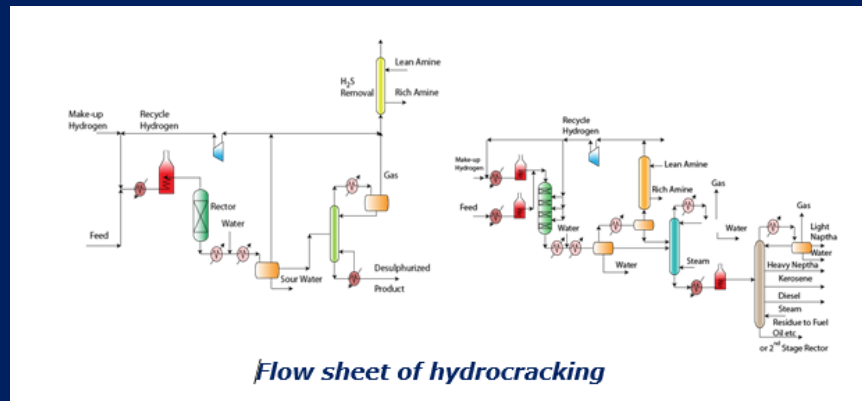 Lean Amine
H2S
Removal
Rich Amine
Make-up
Hydrogen
Recycle
Hydrogen
Gas
Rector
Water
Feed
Sour Water
Desulphurized
Product
Recycle
Hydrogen
Make-up
Hydrogen
Lean Amine
Rich Amine
Gas
Feed
Water
Water
Water
Steam
Gas
Light
Naptha
Water
Heavy Neptha
Kerosene
Diesel
Steam
Residue to Fuel
Oil etc
or 2nd Stage Rector
Flow sheet of hydrocracking